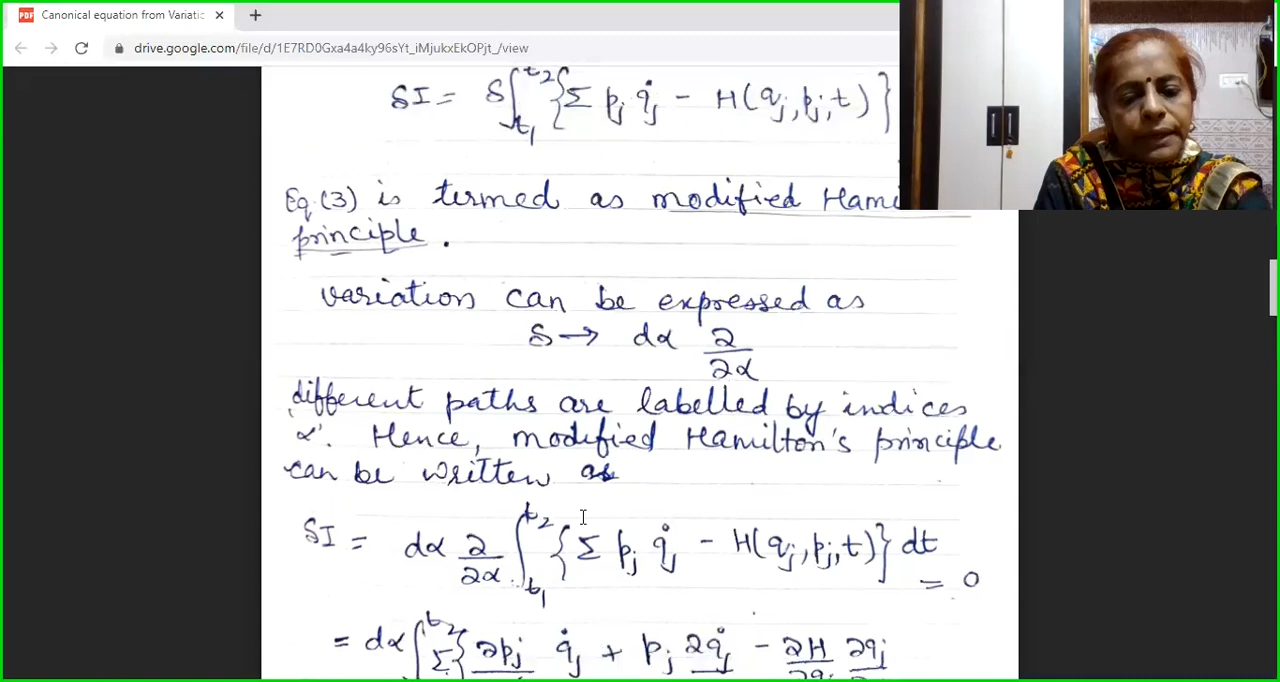 Canonical equation from Variatic
drive.google.com/file/d/1E7RD0Gxa4a4ky96sYt_iMjukxEkOPjt_/view
δI = δ∫t₁^t₂ {Σ pⱼ q̇ⱼ - H(qⱼ, pⱼ, t)}
Eq (3) is termed as modified Hami
principle.
variation can be expressed as
δ → dα ∂/∂α
different paths are labelled by indices
'α'. Hence, modified Hamilton's principle
can be written as
δI = dα ∂/∂α ∫t₁^t₂ {Σ pⱼ q̇ⱼ - H(qⱼ, pⱼ, t)} dt = 0
= dα ∫^t₂ Σ { ∂pⱼ q̇ⱼ + pⱼ ∂q̇ⱼ - ∂H ∂qⱼ